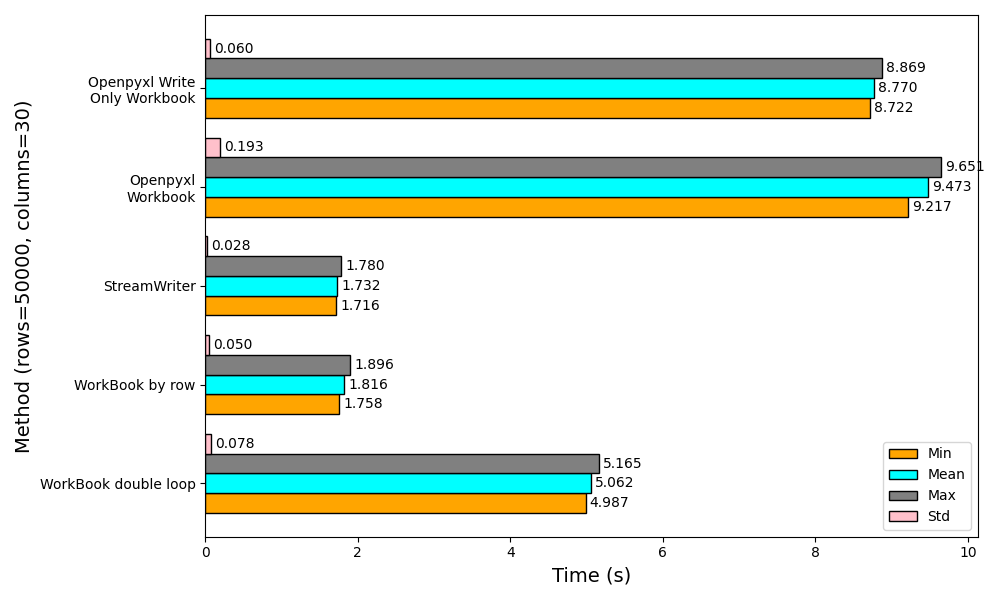 Method (rows=50000, columns=30)
Openpyxl Write
Only Workbook
0.060
8.869
8.770
8.722
Openpyxl
Workbook
0.193
9.651
9.473
9.217
StreamWriter
0.028
1.780
1.732
1.716
WorkBook by row
0.050
1.896
1.816
1.758
WorkBook double loop
0.078
5.165
5.062
4.987
Min
Mean
Max
Std
0 2 4 6 8 10
Time (s)